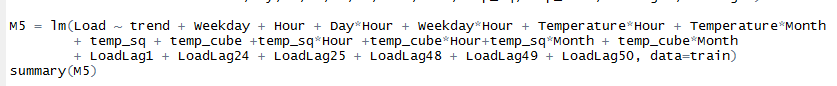 M5 = lm(Load ~ trend + Weekday + Hour + Day*Hour + Weekday*Hour + Temperature*Hour + Temperature*Month
+ temp_sq + temp_cube +temp_sq*Hour +temp_cube*Hour+temp_sq*Month + temp_cube*Month
+ LoadLag1 + LoadLag24 + LoadLag25 + LoadLag48 + LoadLag49 + LoadLag50, data=train)
summary(M5)